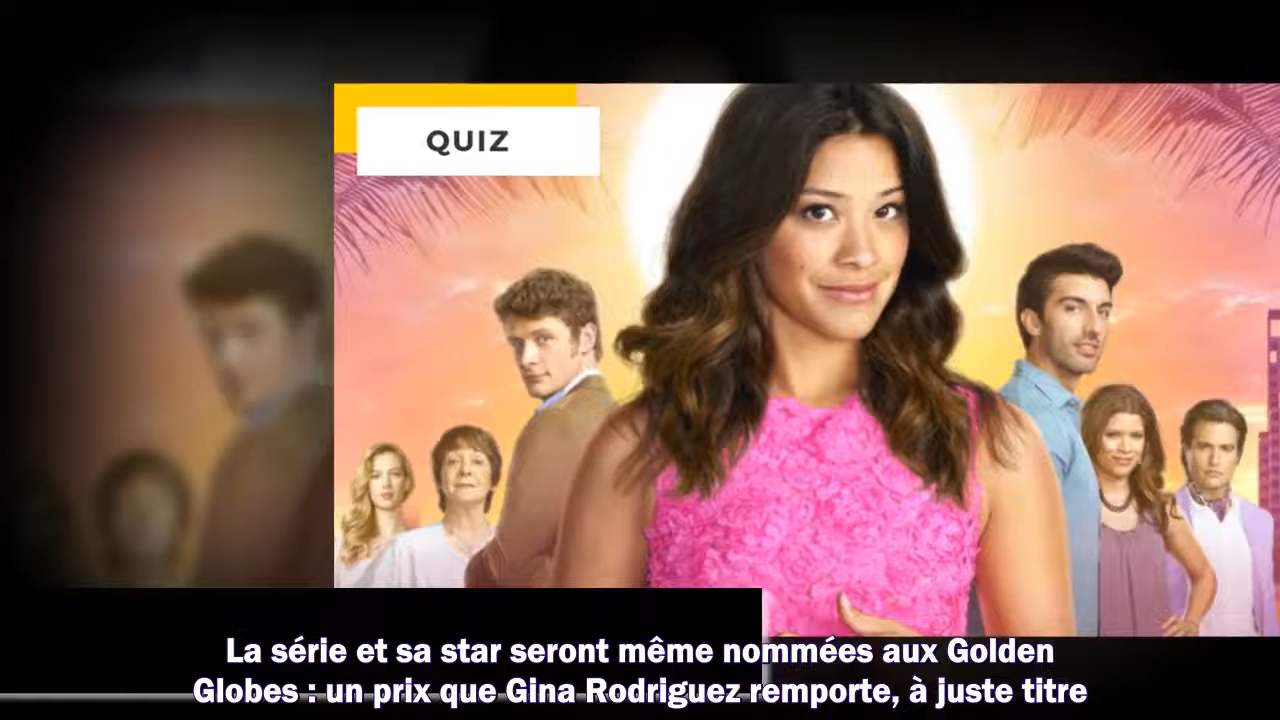 QUIZ
La série et sa star seront même nommées aux Golden
Globes : un prix que Gina Rodriguez remporte, à juste titre